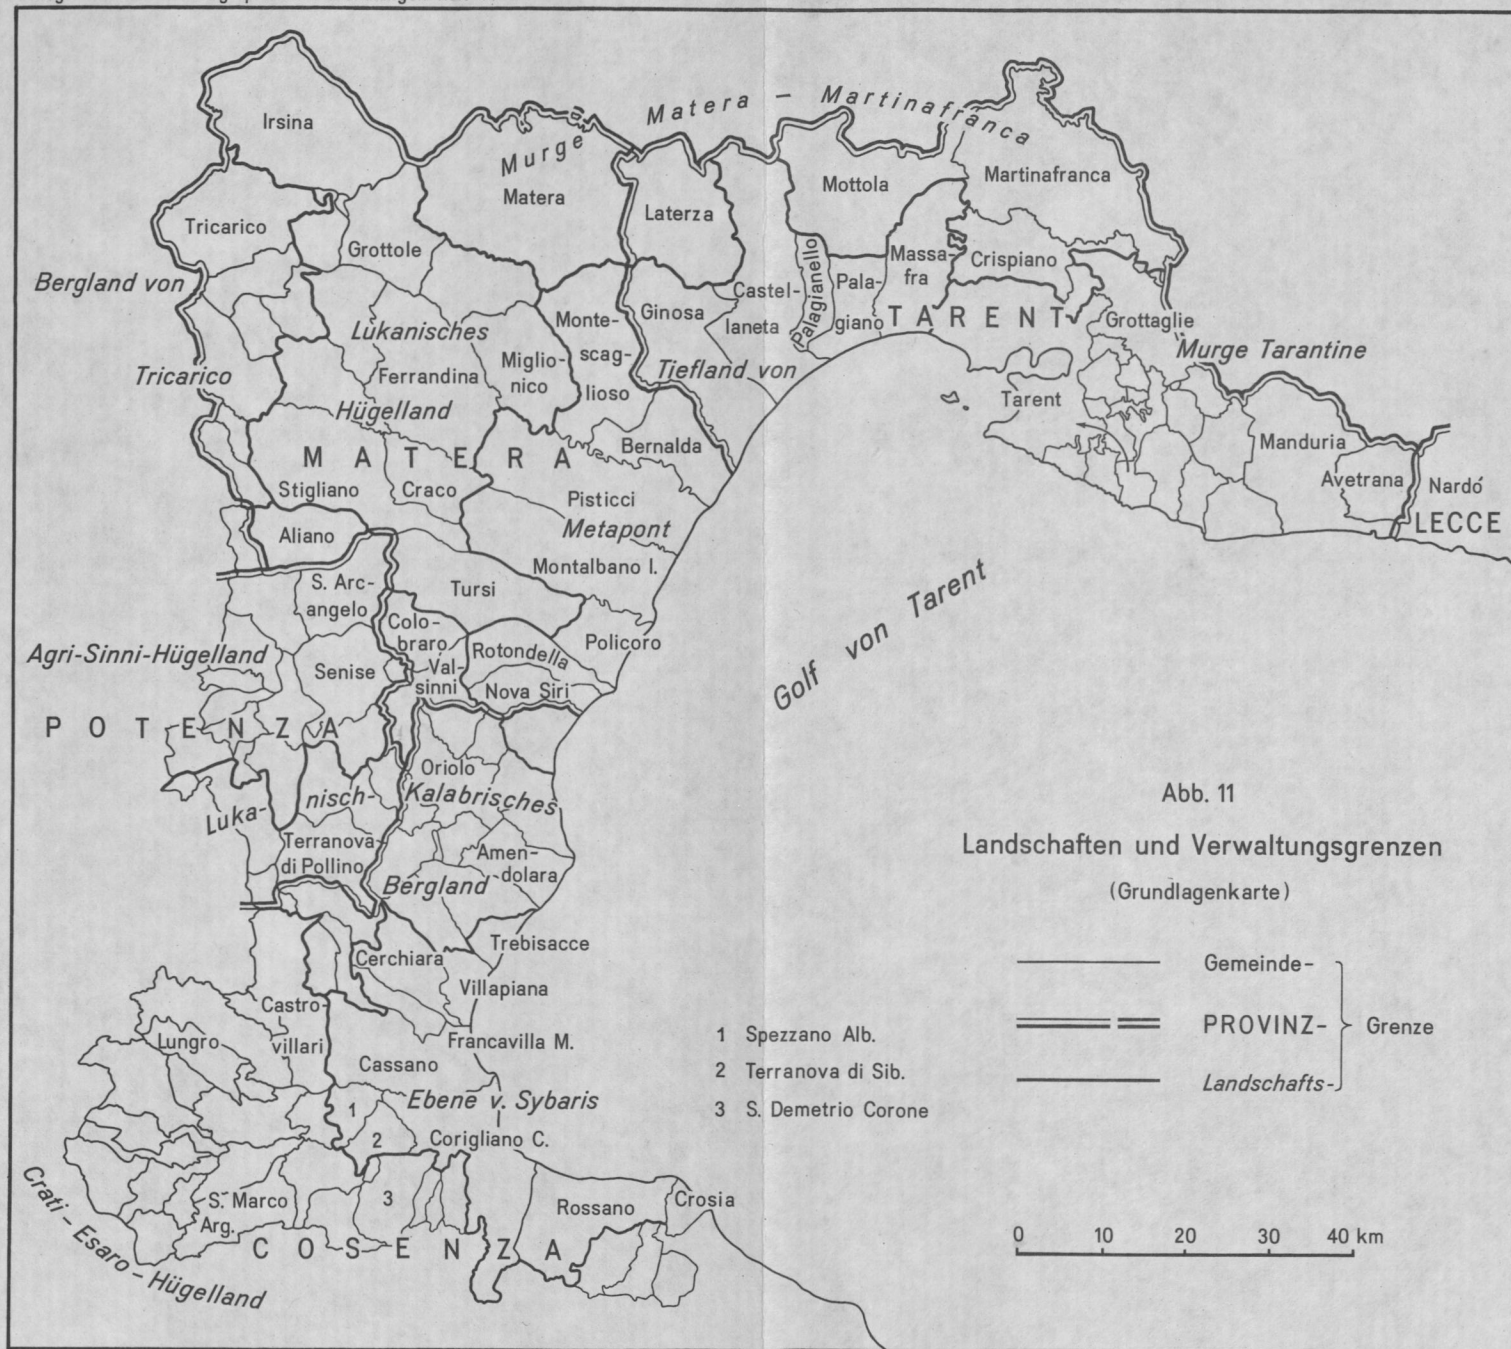 Irsina
Murge Matera – Martinafranca
Matera
Laterza
Mottola
Martinafranca
Tricarico
Grottole
Massa-
fra
Crispiano
Bergland von
Tricarico
Castel-
laneta
Palagianello
Pala-
giano
TARENT
Grottaglie
Ginosa
Monte-
scag-
lioso
Lukanisches
Hügelland
Miglio-
nico
Ferrandina
Tiefland von
Metapont
Murge Tarantine
Tarent
Bernalda
Manduria
Avetrana
Nardó
LECCE
MATERA
Stigliano
Craco
Pisticci
Aliano
Montalbano I.
S. Arc-
angelo
Tursi
Colo-
braro
Rotondella
Policoro
Golf von Tarent
Agri-Sinni-Hügelland
Senise
Val-
sinni
Nova Siri
POTENZA
Oriolo
Luka-
nisch-
Kalabrisches
Bergland
Terranova
di Pollino
Amen-
dolara
Trebisacce
Cerchiara
Villapiana
Castro-
villari
Lungro
Francavilla M.
Cassano
Ebene v. Sybaris
1
2
Corigliano C.
3
S. Marco
Arg.
Rossano
Crosia
COSENZA
Crati – Esaro – Hügelland
1 Spezzano Alb.
2 Terranova di Sib.
3 S. Demetrio Corone
Abb. 11
Landschaften und Verwaltungsgrenzen
(Grundlagenkarte)
Gemeinde-
PROVINZ- Grenze
Landschafts-
0 10 20 30 40 km